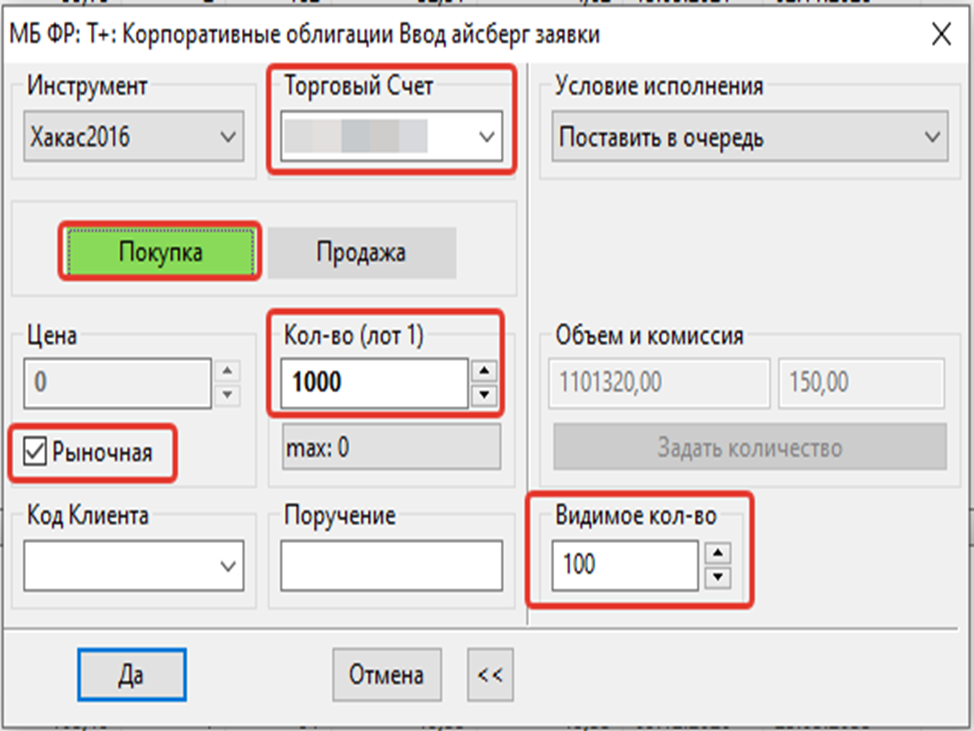 МБ ФР: Т+: Корпоративные облигации Ввод айсберг заявки
Инструмент
Торговый Счет
Условие исполнения
Хакас2016
Поставить в очередь
Покупка
Продажа
Цена
Кол-во (лот 1)
Объем и комиссия
0
1000
1101320,00
150,00
Рыночная
max: 0
Задать количество
Код Клиента
Поручение
Видимое кол-во
100
Да
Отмена
<<